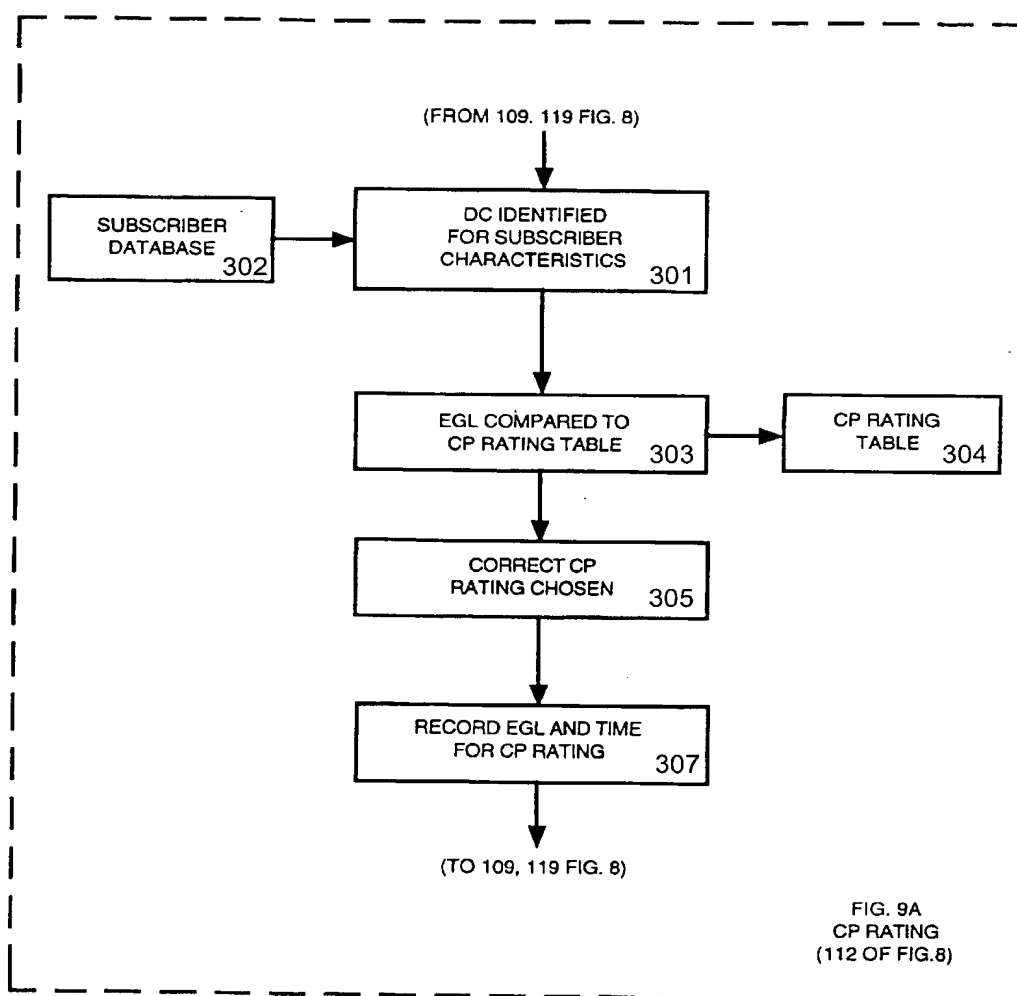 (FROM 109. 119 FIG. 8)
SUBSCRIBER
DATABASE
302
DC IDENTIFIED
FOR SUBSCRIBER
CHARACTERISTICS
301
EGL COMPARED TO
CP RATING TABLE
303
CP RATING
TABLE
304
CORRECT CP
RATING CHOSEN
305
RECORD EGL AND TIME
FOR CP RATING
307
(TO 109, 119 FIG. 8)
FIG. 9A
CP RATING
(112 OF FIG.8)